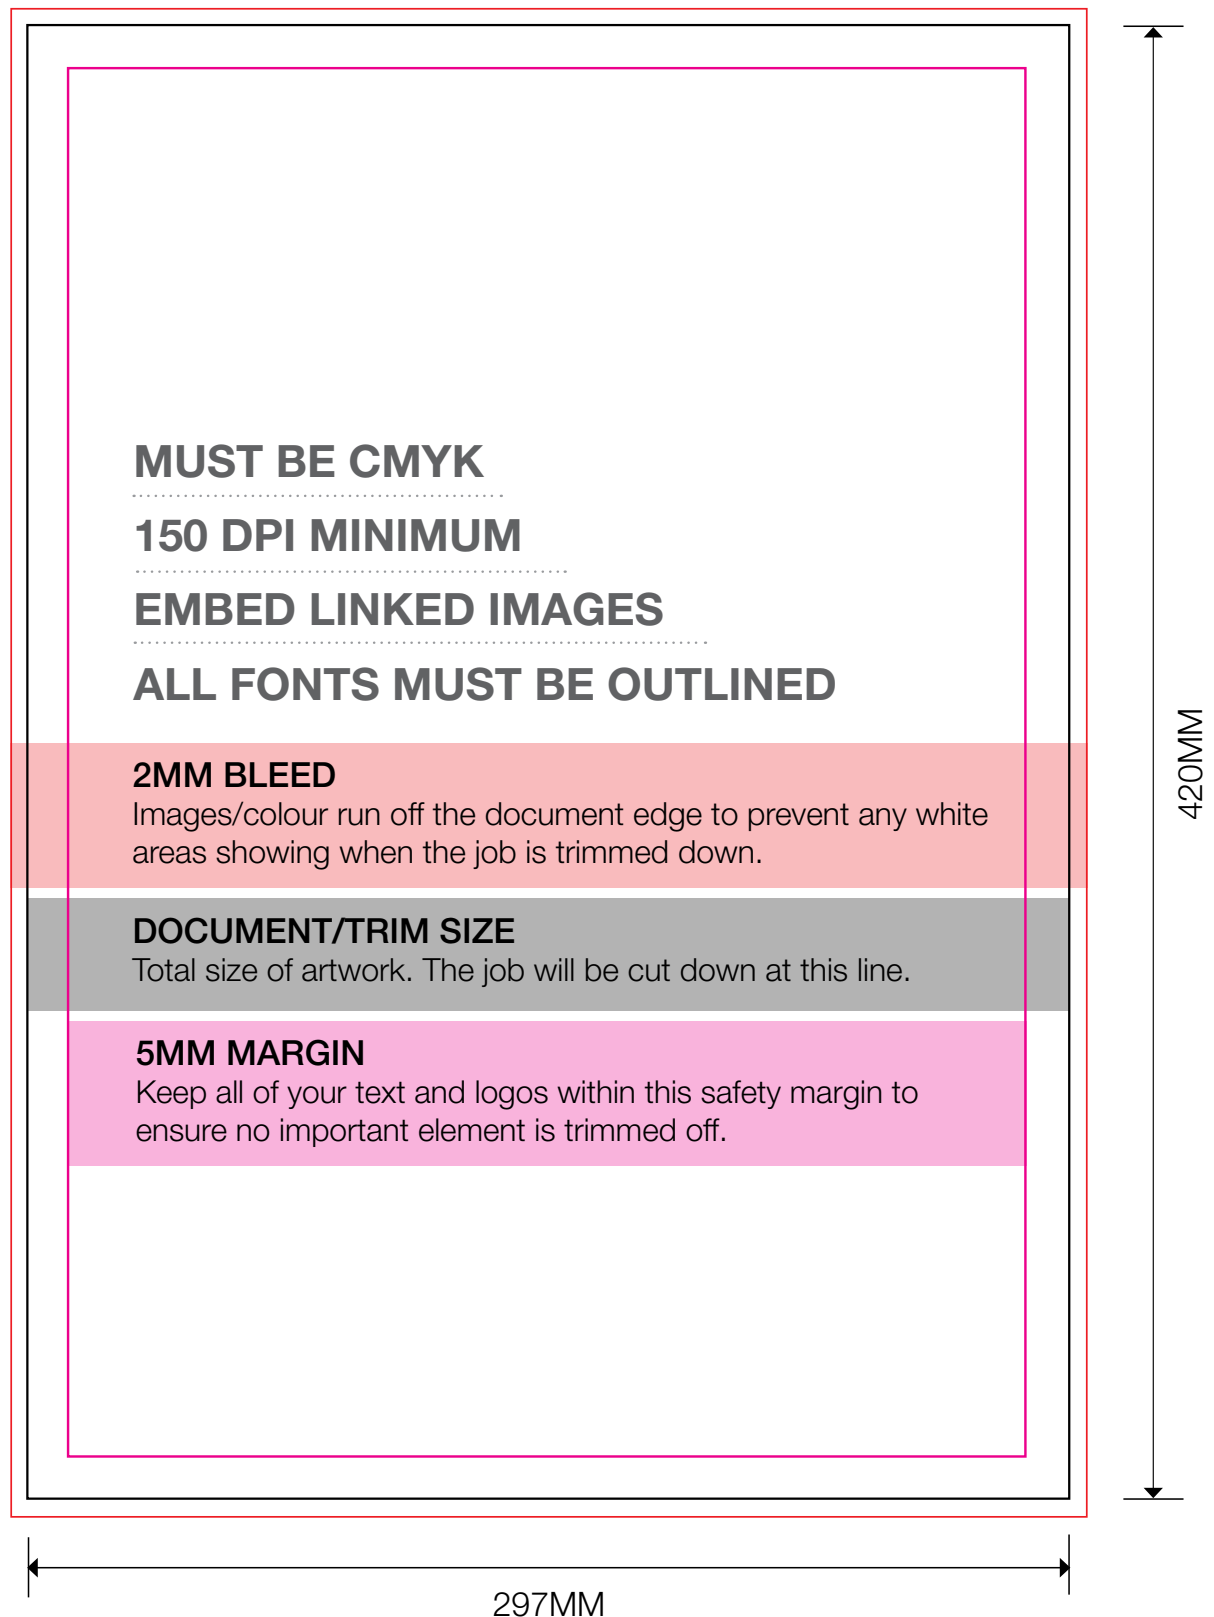 MUST BE CMYK
150 DPI MINIMUM
EMBED LINKED IMAGES
ALL FONTS MUST BE OUTLINED
2MM BLEED
Images/colour run off the document edge to prevent any white
areas showing when the job is trimmed down.
DOCUMENT/TRIM SIZE
Total size of artwork. The job will be cut down at this line.
5MM MARGIN
Keep all of your text and logos within this safety margin to
ensure no important element is trimmed off.
420MM
297MM